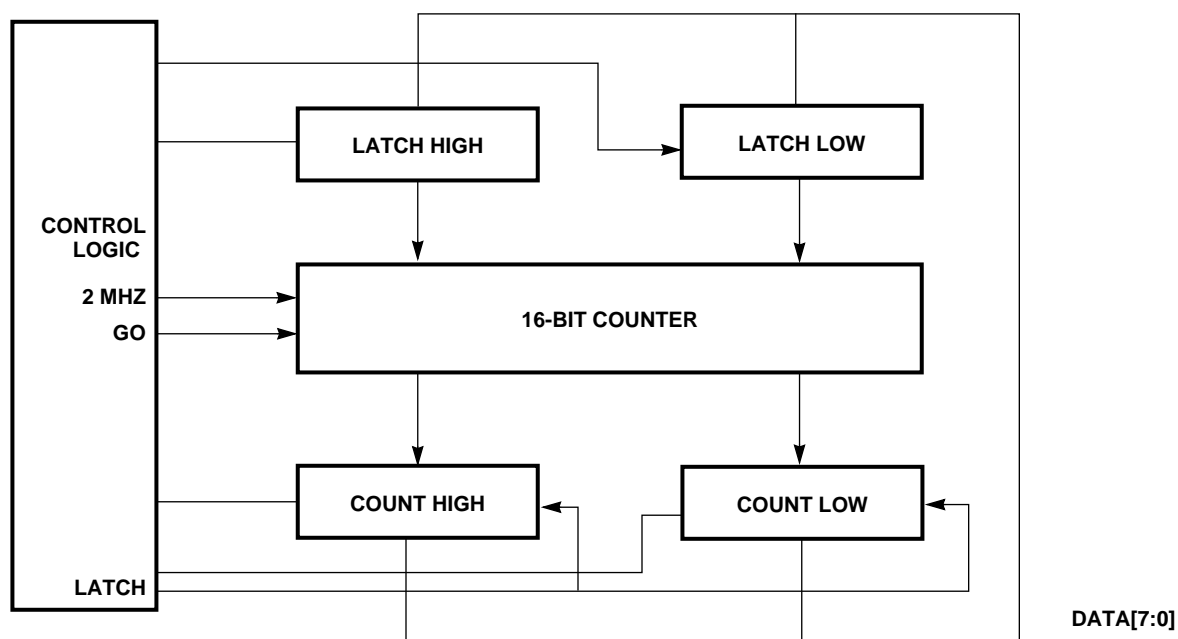 LATCH HIGH
LATCH LOW
CONTROL
LOGIC
2 MHZ
GO
16-BIT COUNTER
COUNT HIGH
COUNT LOW
LATCH
DATA[7:0]